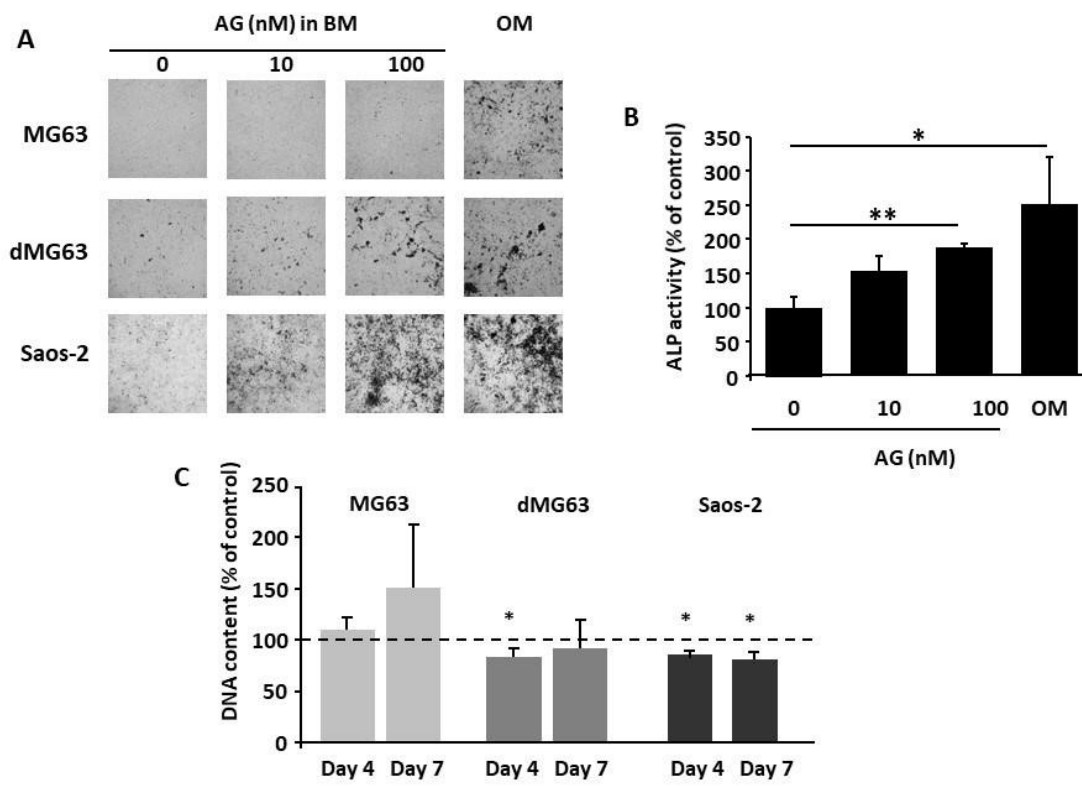 A
AG (nM) in BM
OM
0 10 100
MG63
dMG63
Saos-2
B
ALP activity (% of control)
350
300
250
200
150
100
50
0
*
**
0 10 100 OM
AG (nM)
C
DNA content (% of control)
250
200
150
100
50
0
MG63 dMG63 Saos-2
* * *
Day 4 Day 7 Day 4 Day 7 Day 4 Day 7